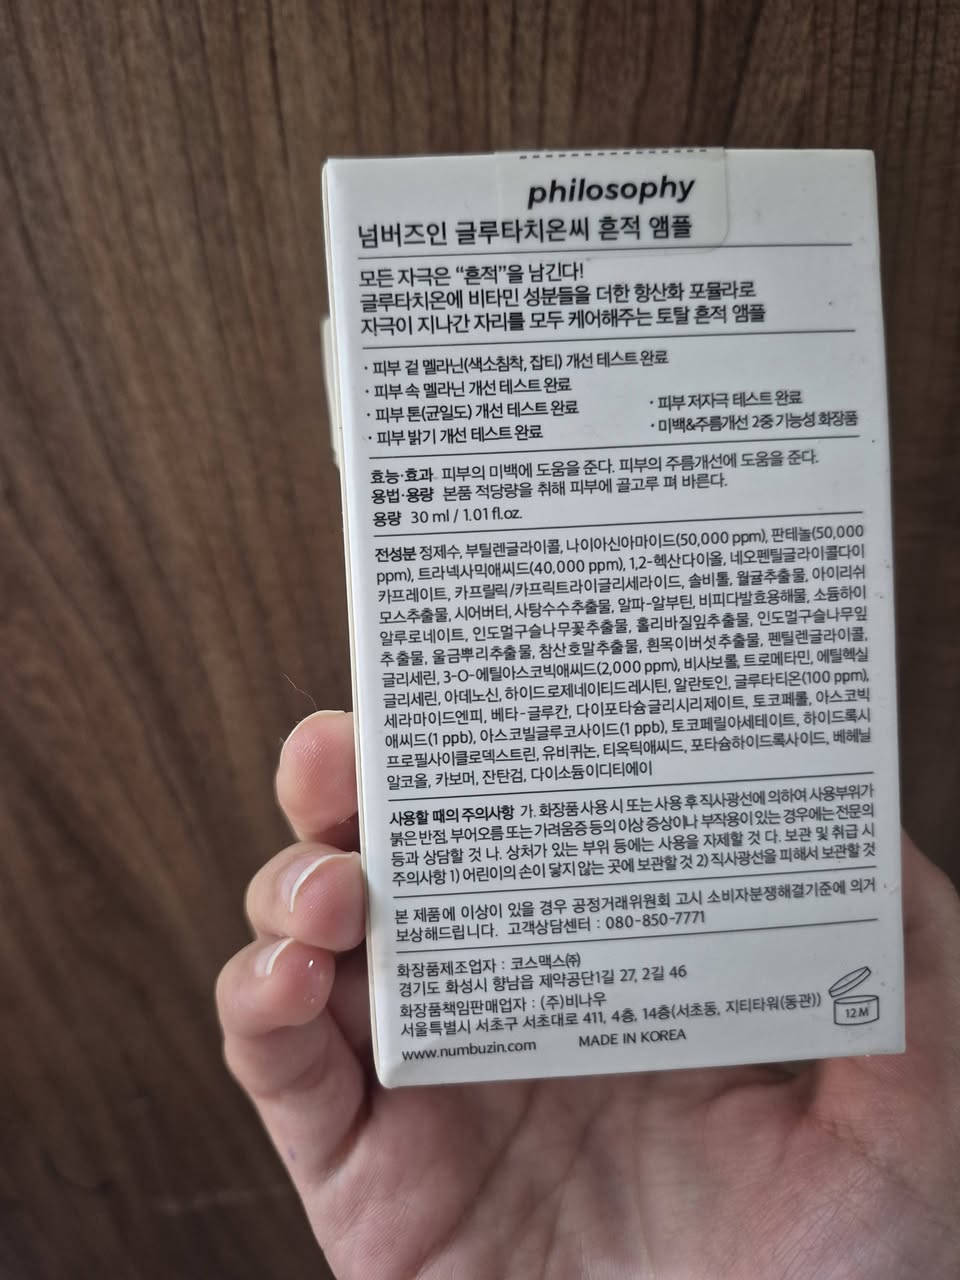 philosophy
넘버즈인 글루타치온씨 흔적 앰플
모든 자극은 “흔적”을 남긴다!
글루타치온에 비타민 성분들을 더한 항산화 포뮬라로
자극이 지나간 자리를 모두 케어해주는 토탈 흔적 앰플
· 피부 겉 멜라닌(색소침착, 잡티) 개선 테스트 완료
· 피부 속 멜라닌 개선 테스트 완료
· 피부 톤(균일도) 개선 테스트 완료
· 피부 밝기 개선 테스트 완료
· 피부 저자극 테스트 완료
· 미백&주름개선 2중 기능성 화장품
효능·효과 피부의 미백에 도움을 준다. 피부의 주름개선에 도움을 준다.
용법·용량 본품 적당량을 취해 피부에 골고루 펴 바른다.
용량 30 ml / 1.01 fl.oz.
전성분 정제수, 부틸렌글라이콜, 나이아신아마이드(50,000 ppm), 판테놀(50,000
ppm), 트라넥사믹애씨드(40,000 ppm), 1,2-헥산다이올, 네오펜틸글라이콜다이
카프레이트, 카프릴릭/카프릭트라이글리세라이드, 솔비톨, 월귤추출물, 아이리쉬
모스추출물, 시어버터, 사탕수수추출물, 알파-알부틴, 비피다발효용해물, 소듐하이
알루로네이트, 인도멀구슬나무꽃추출물, 홀리바질잎추출물, 인도멀구슬나무잎
추출물, 울금뿌리추출물, 참산호말추출물, 흰목이버섯추출물, 펜틸렌글라이콜,
글리세린, 3-O-에틸아스코빅애씨드(2,000 ppm), 비사보롤, 트로메타민, 에틸헥실
글리세린, 아데노신, 하이드로제네이티드레시틴, 알란토인, 글루타티온(100 ppm),
세라마이드엔피, 베타-글루칸, 다이포타슘글리시리제이트, 토코페롤, 아스코빅
애씨드(1 ppb), 아스코빌글루코사이드(1 ppb), 토코페릴아세테이트, 하이드록시
프로필사이클로덱스트린, 유비퀴논, 티옥틱애씨드, 포타슘하이드록사이드, 베헤닐
알코올, 카보머, 잔탄검, 다이소듐이디티에이
사용할 때의 주의사항 가. 화장품 사용 시 또는 사용 후 직사광선에 의하여 사용부위가
붉은 반점, 부어오름 또는 가려움증 등의 이상 증상이나 부작용이 있는 경우에는 전문의
등과 상담할 것 나. 상처가 있는 부위 등에는 사용을 자제할 것 다. 보관 및 취급 시
주의사항 1) 어린이의 손이 닿지 않는 곳에 보관할 것 2) 직사광선을 피해서 보관할 것
본 제품에 이상이 있을 경우 공정거래위원회 고시 소비자분쟁해결기준에 의거
보상해드립니다. 고객상담센터 : 080-850-7771
화장품제조업자 : 코스맥스㈜
경기도 화성시 향남읍 제약공단1길 27, 2길 46
화장품책임판매업자 : (주)비나우
서울특별시 서초구 서초대로 411, 4층, 14층(서초동, 지티타워(동관))
www.numbuzin.com MADE IN KOREA
12 M